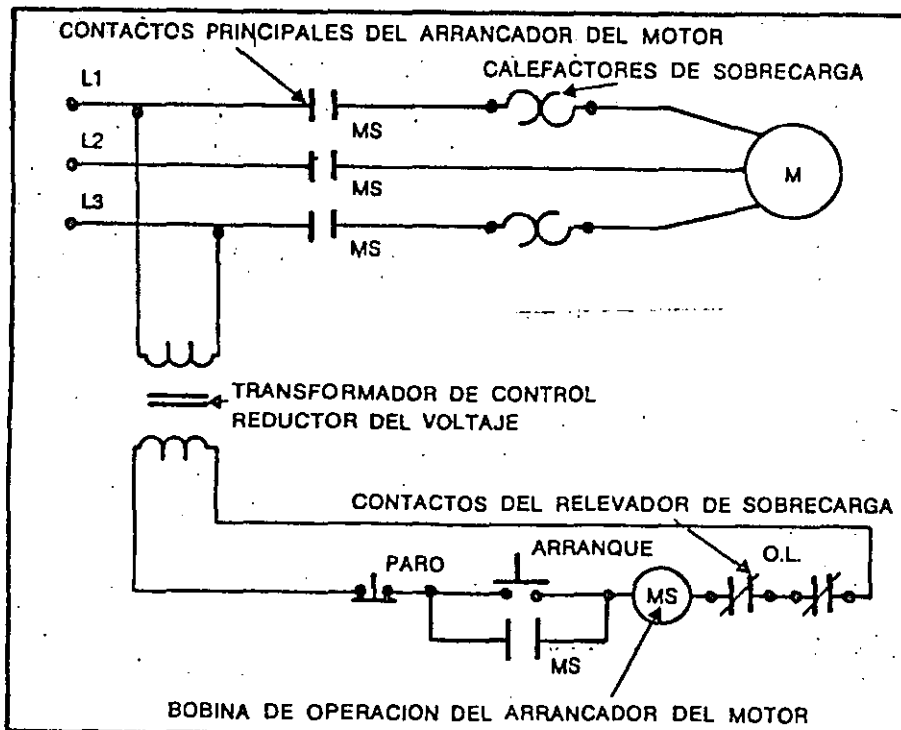 CONTACTOS PRINCIPALES DEL ARRANCADOR DEL MOTOR
L1
CALEFACTORES DE SOBRECARGA
MS
L2
M
MS
L3
MS
TRANSFORMADOR DE CONTROL
REDUCTOR DEL VOLTAJE
CONTACTOS DEL RELEVADOR DE SOBRECARGA
ARRANQUE
O.L.
PARO
MS
MS
BOBINA DE OPERACION DEL ARRANCADOR DEL MOTOR